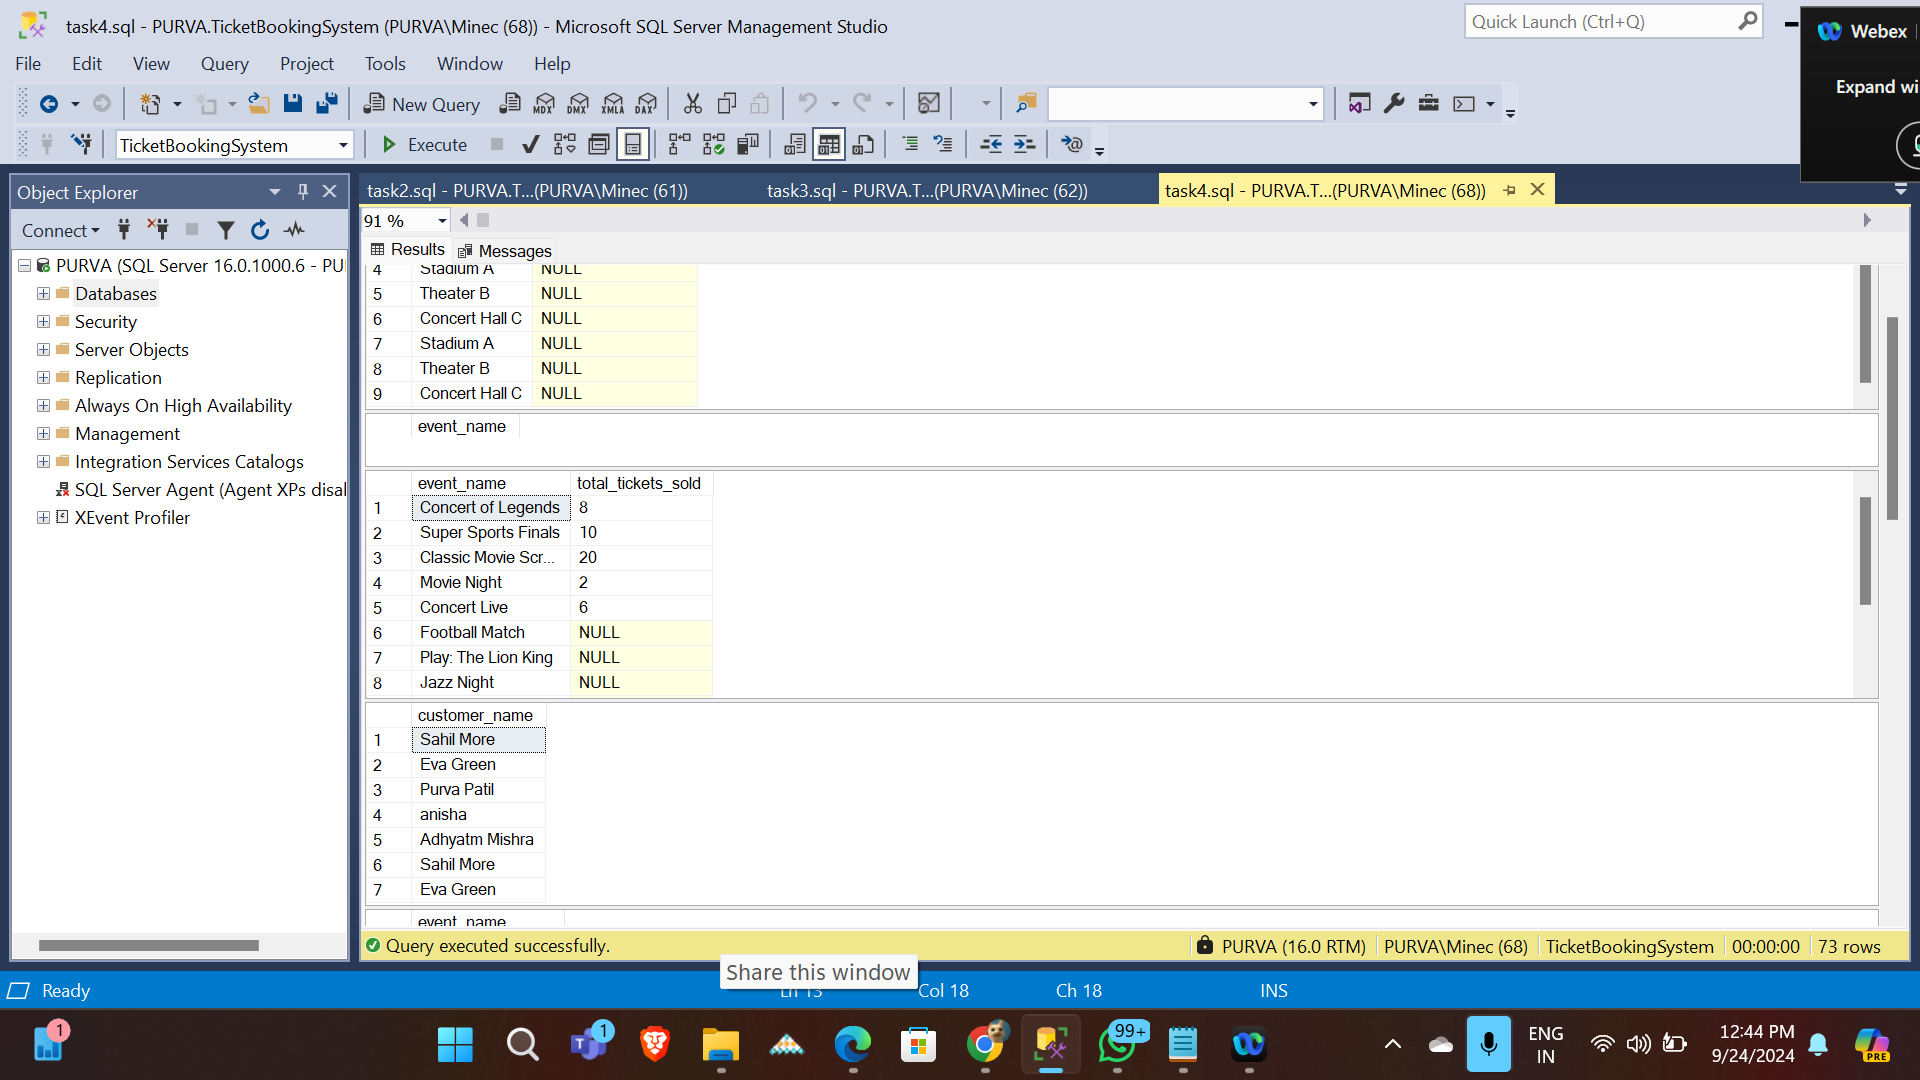 task4.sql - PURVA.TicketBookingSystem (PURVA\Minec (68)) - Microsoft SQL Server Management Studio
Quick Launch (Ctrl+Q)
Webex
Expand wi
File Edit View Query Project Tools Window Help
New Query MDX DMX XMLA DAX
TicketBookingSystem Execute
Object Explorer
task2.sql - PURVA.T...(PURVA\Minec (61)) task3.sql - PURVA.T...(PURVA\Minec (62)) task4.sql - PURVA.T...(PURVA\Minec (68))
Connect
91 %
Results Messages
PURVA (SQL Server 16.0.1000.6 - PU
Databases
Security
Server Objects
Replication
Always On High Availability
Management
Integration Services Catalogs
SQL Server Agent (Agent XPs disal
XEvent Profiler
4 Stadium A NULL
5 Theater B NULL
6 Concert Hall C NULL
7 Stadium A NULL
8 Theater B NULL
9 Concert Hall C NULL
event_name
event_name total_tickets_sold
1 Concert of Legends 8
2 Super Sports Finals 10
3 Classic Movie Scr... 20
4 Movie Night 2
5 Concert Live 6
6 Football Match NULL
7 Play: The Lion King NULL
8 Jazz Night NULL
customer_name
1 Sahil More
2 Eva Green
3 Purva Patil
4 anisha
5 Adhyatm Mishra
6 Sahil More
7 Eva Green
event_name
Query executed successfully. PURVA (16.0 RTM) PURVA\Minec (68) TicketBookingSystem 00:00:00 73 rows
Share this window
Ready Ln 13 Col 18 Ch 18 INS
1
1
99+
ENG
IN
12:44 PM
9/24/2024
PRE